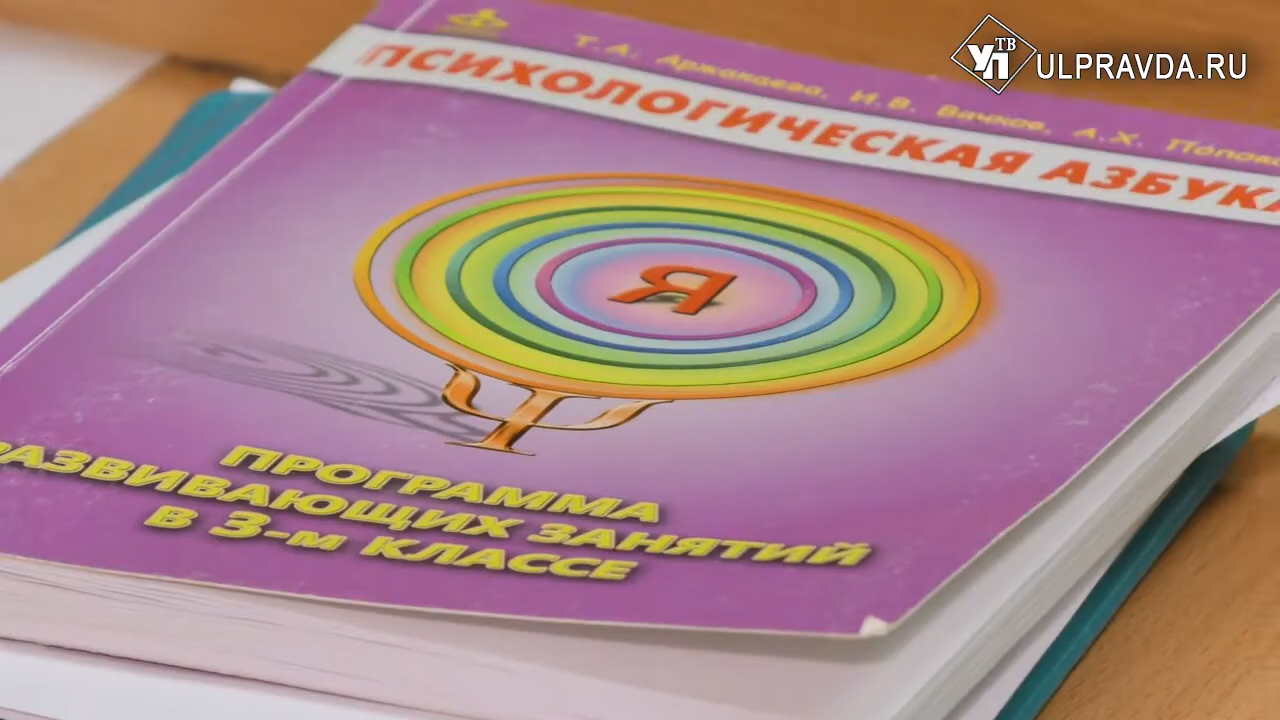 УП ТВ ULPRAVDA.RU
Т.А. Аржакаева, И.В. Вачков, А.Х. Попова
ПСИХОЛОГИЧЕСКАЯ АЗБУКА
Я
Ψ
ПРОГРАММА
РАЗВИВАЮЩИХ ЗАНЯТИЙ
В 3-м КЛАССЕ